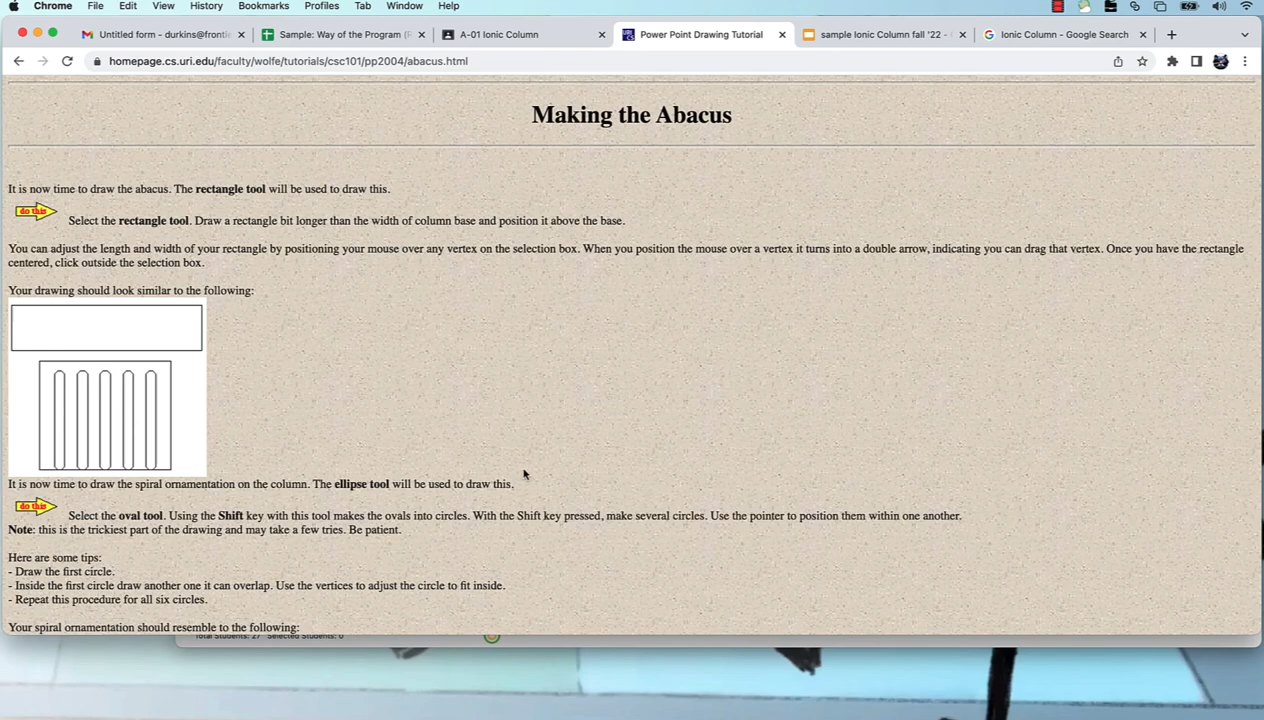 Chrome File Edit View History Bookmarks Profiles Tab Window Help
Untitled form - durkins@frontie
Sample: Way of the Program (R
A-01 Ionic Column
Power Point Drawing Tutorial
sample Ionic Column fall '22 -
Ionic Column - Google Search
homepage.cs.uri.edu/faculty/wolfe/tutorials/csc101/pp2004/abacus.html
Making the Abacus
It is now time to draw the abacus. The rectangle tool will be used to draw this.
do this Select the rectangle tool. Draw a rectangle bit longer than the width of column base and position it above the base.
You can adjust the length and width of your rectangle by positioning your mouse over any vertex on the selection box. When you position the mouse over a vertex it turns into a double arrow, indicating you can drag that vertex. Once you have the rectangle
centered, click outside the selection box.
Your drawing should look similar to the following:
It is now time to draw the spiral ornamentation on the column. The ellipse tool will be used to draw this.
do this Select the oval tool. Using the Shift key with this tool makes the ovals into circles. With the Shift key pressed, make several circles. Use the pointer to position them within one another.
Note: this is the trickiest part of the drawing and may take a few tries. Be patient.
Here are some tips:
- Draw the first circle.
- Inside the first circle draw another one it can overlap. Use the vertices to adjust the circle to fit inside.
- Repeat this procedure for all six circles.
Your spiral ornamentation should resemble to the following:
Total Students: 27 Selected Students: 0